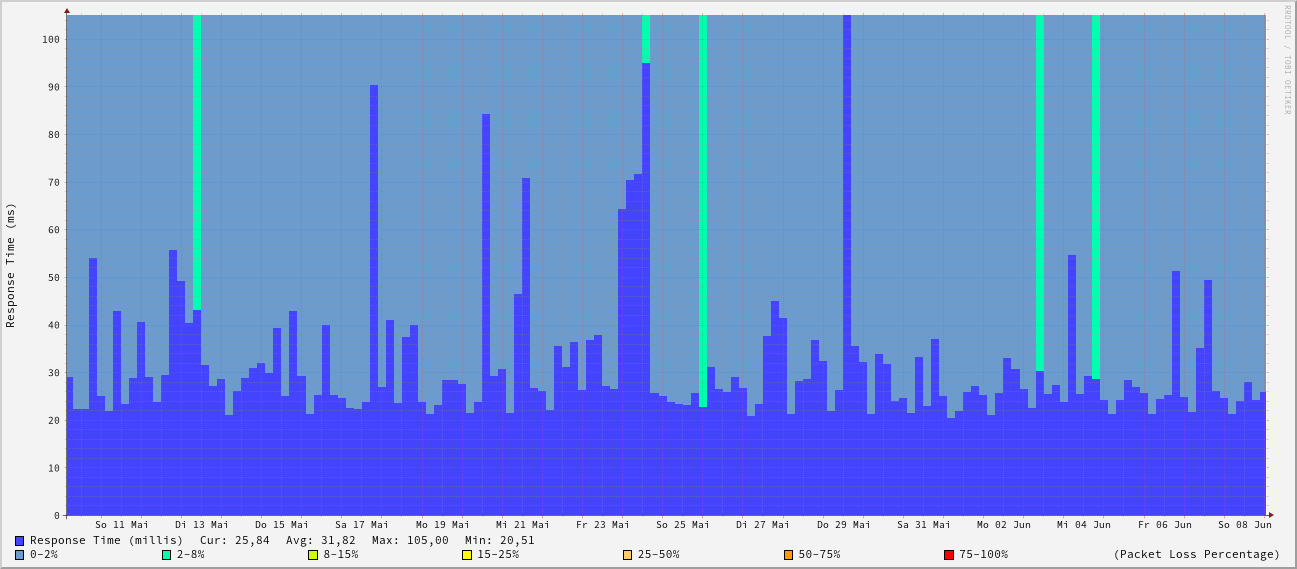 RRDTOOL / TOBI OETIKER
Response Time (ms)
100
90
80
70
60
50
40
30
20
10
0
So 11 Mai Di 13 Mai Do 15 Mai Sa 17 Mai Mo 19 Mai Mi 21 Mai Fr 23 Mai So 25 Mai Di 27 Mai Do 29 Mai Sa 31 Mai Mo 02 Jun Mi 04 Jun Fr 06 Jun So 08 Jun
Response Time (millis) Cur: 25,84 Avg: 31,82 Max: 105,00 Min: 20,51
0-2% 2-8% 8-15% 15-25% 25-50% 50-75% 75-100% (Packet Loss Percentage)